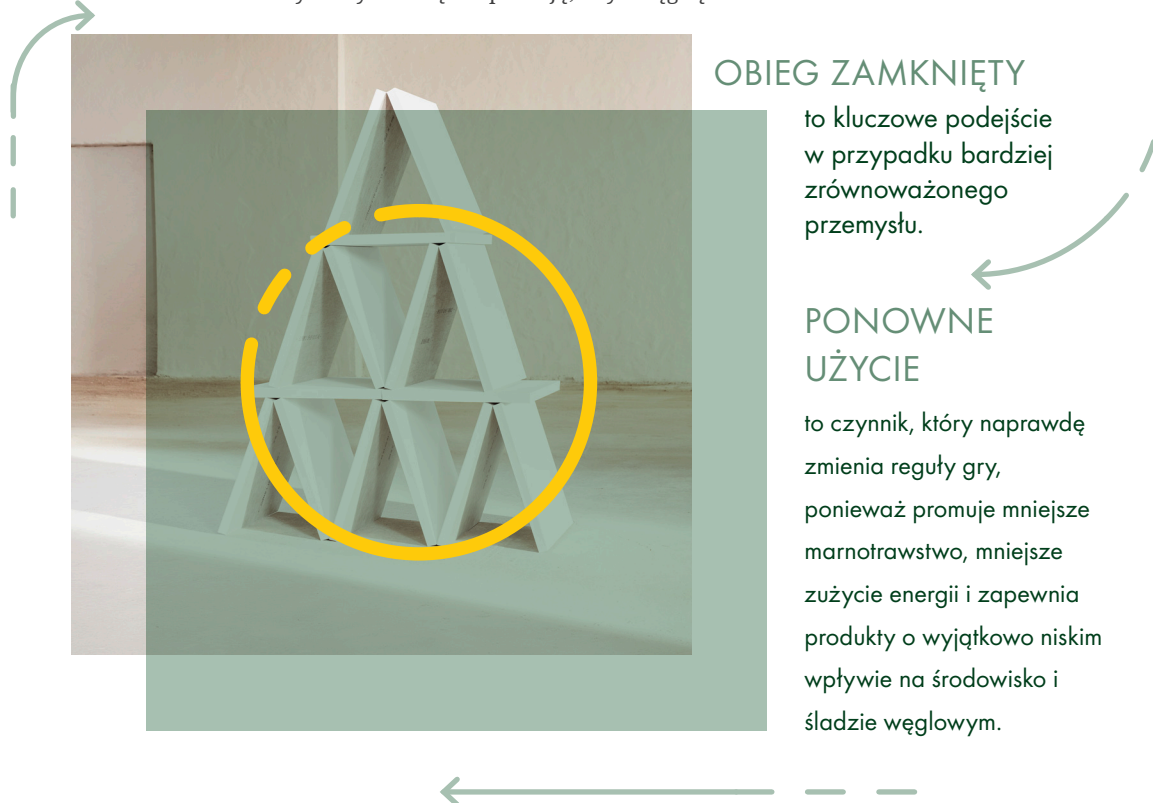 OBIEG ZAMKNIĘTY
to kluczowe podejście
w przypadku bardziej
zrównoważonego
przemysłu.
PONOWNE
UŻYCIE
to czynnik, który naprawdę
zmienia reguły gry,
ponieważ promuje mniejsze
marnotrawstwo, mniejsze
zużycie energii i zapewnia
produkty o wyjątkowo niskim
wpływie na środowisko i
śladzie węglowym.